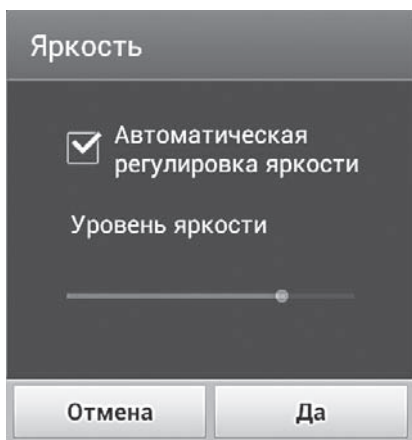 Яркость
Автоматическая
регулировка яркости
Уровень яркости
Отмена Да